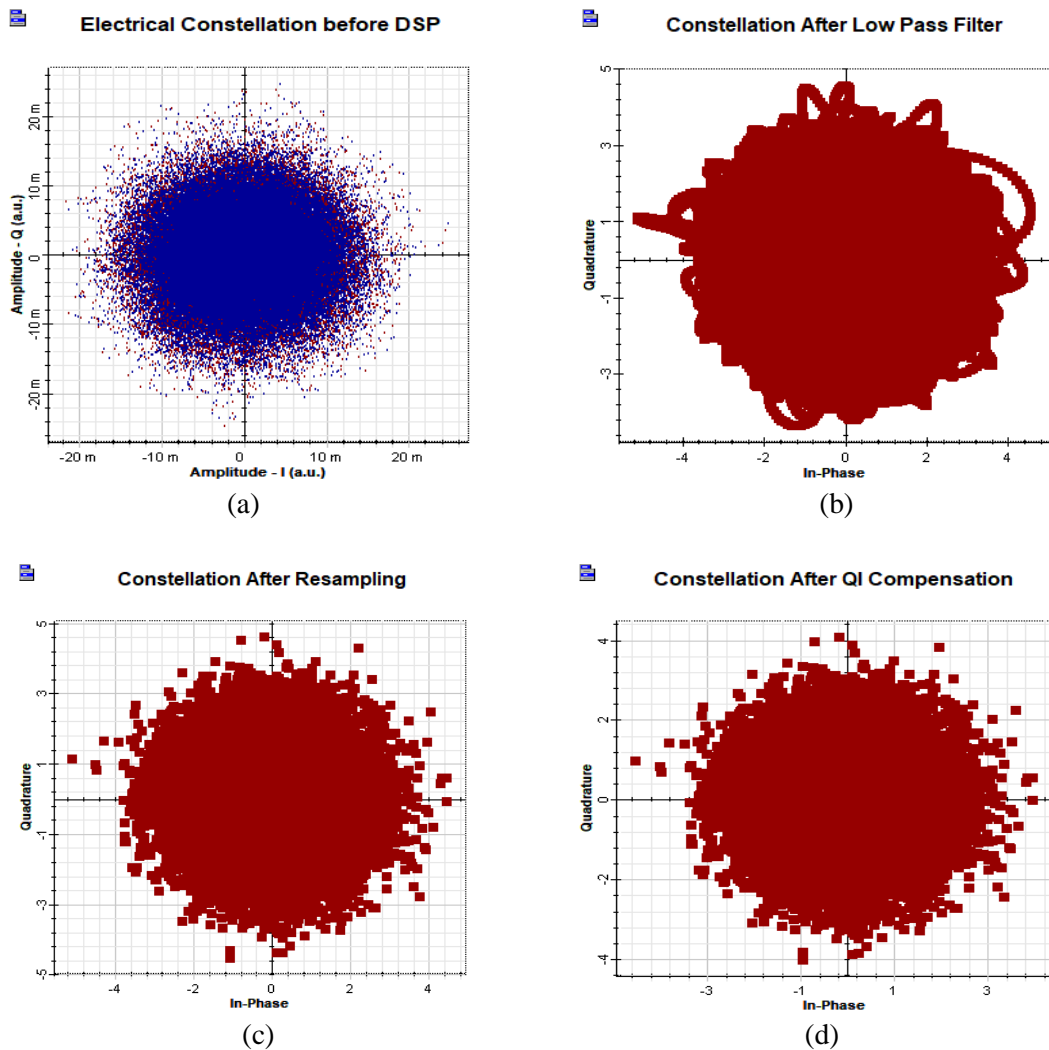 Electrical Constellation before DSP
Amplitude - Q (a.u.)
20 m
10 m
0
-10 m
-20 m
-20 m -10 m 0 10 m 20 m
Amplitude - I (a.u.)
(a)
Constellation After Low Pass Filter
Quadrature
5
3
1
-1
-3
-4 -2 0 2 4
In-Phase
(b)
Constellation After Resampling
Quadrature
5
3
1
-1
-3
-5
-4 -2 0 2 4
In-Phase
(c)
Constellation After QI Compensation
Quadrature
4
2
0
-2
-4
-3 -1 1 3
In-Phase
(d)